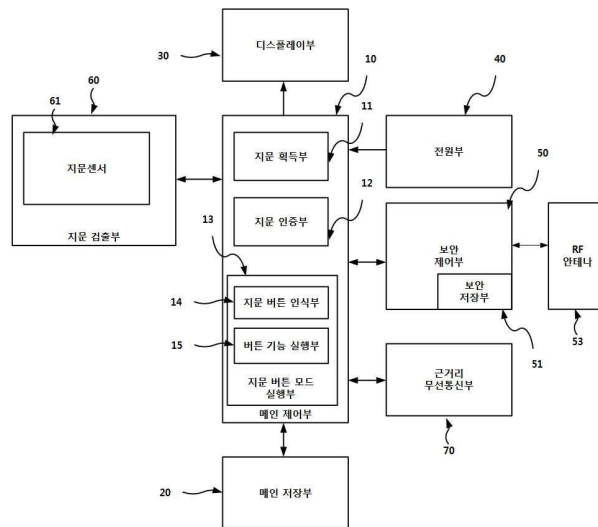 디스플레이부
30
10
40
60
61
11
지문센서
지문 획득부
전원부
50
12
지문 검출부
지문 인증부
13
보안
제어부
RF
안테나
14
지문 버튼 인식부
보안
저장부
15
버튼 기능 실행부
51
53
지문 버튼 모드
실행부
근거리
무선통신부
메인 제어부
70
20
메인 저장부